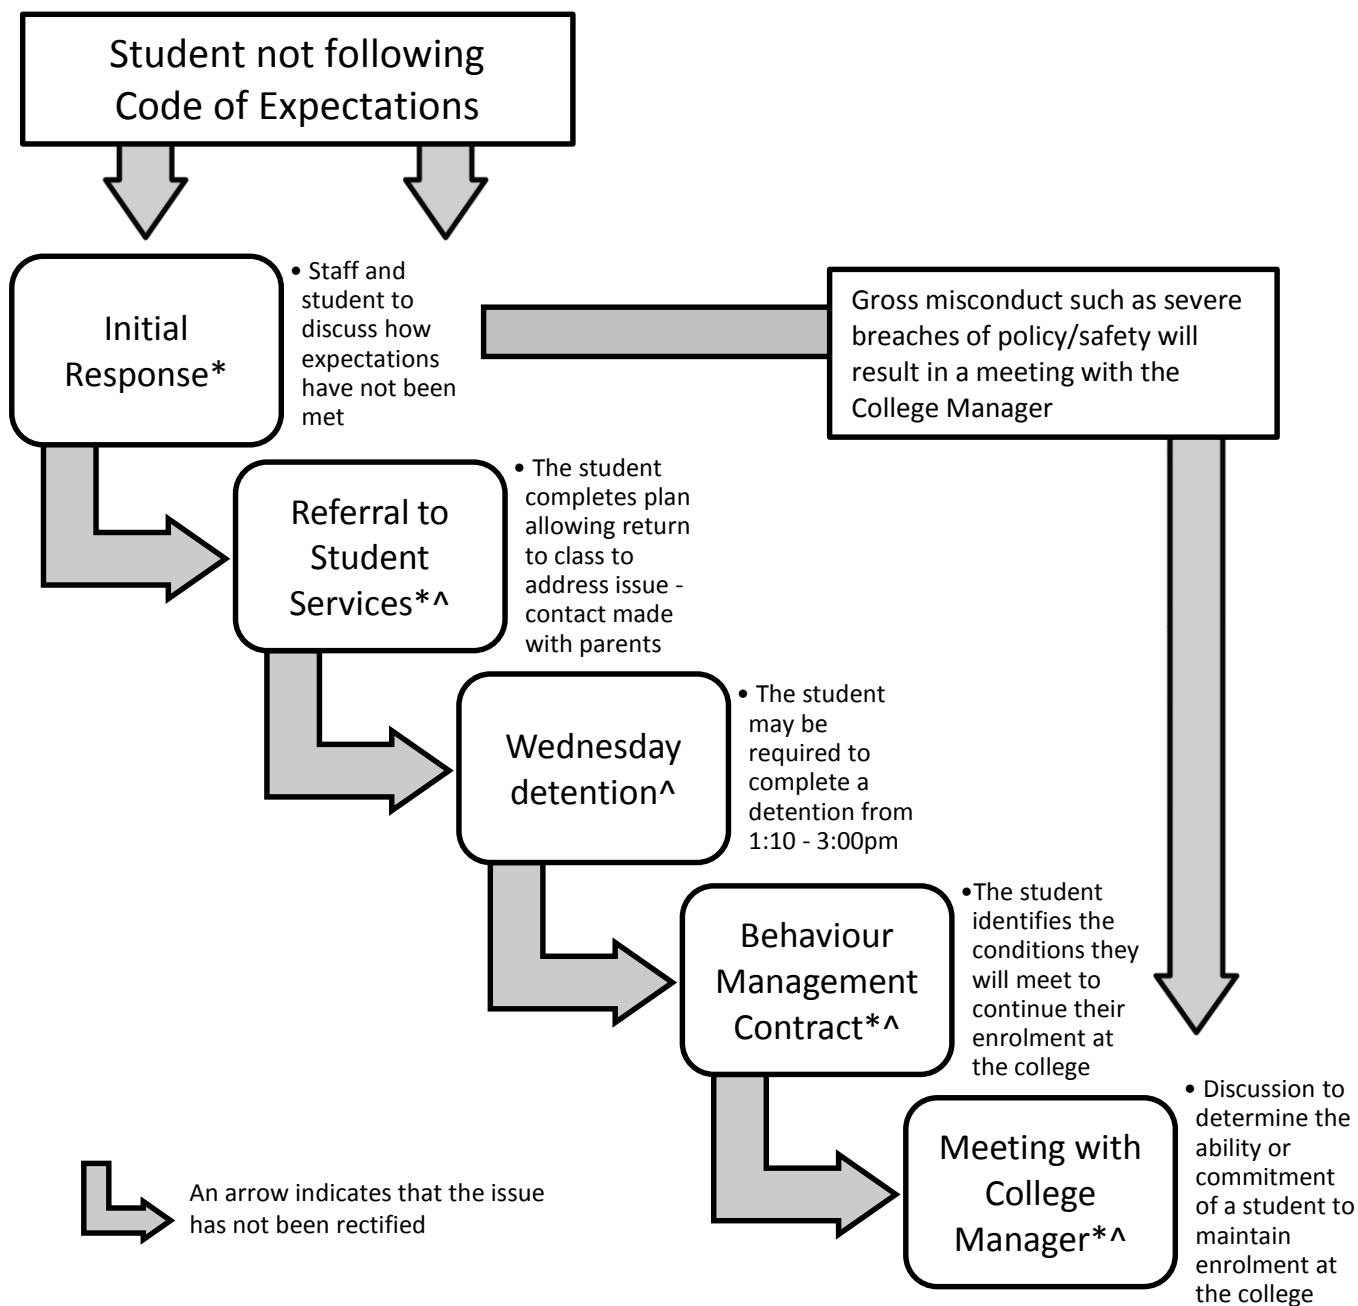 Student not following
Code of Expectations
Initial
Response*
• Staff and
student to
discuss how
expectations
have not been
met
Gross misconduct such as severe
breaches of policy/safety will
result in a meeting with the
College Manager
Referral to
Student
Services*^
• The student
completes plan
allowing return
to class to
address issue -
contact made
with parents
Wednesday
detention^
• The student
may be
required to
complete a
detention from
1:10 - 3:00pm
Behaviour
Management
Contract*^
•The student
identifies the
conditions they
will meet to
continue their
enrolment at
the college
Meeting with
College
Manager*^
• Discussion to
determine the
ability or
commitment
of a student to
maintain
enrolment at
the college
An arrow indicates that the issue
has not been rectified